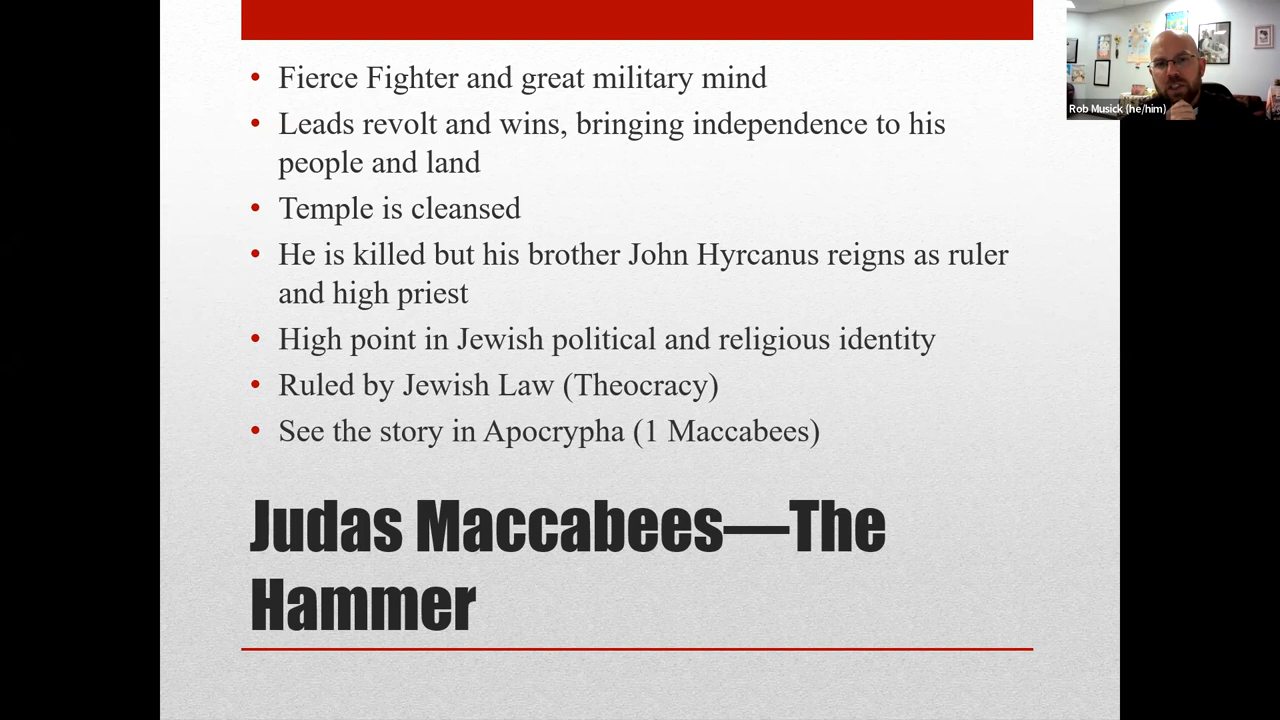 • Fierce Fighter and great military mind
• Leads revolt and wins, bringing independence to his
people and land
• Temple is cleansed
• He is killed but his brother John Hyrcanus reigns as ruler
and high priest
• High point in Jewish political and religious identity
• Ruled by Jewish Law (Theocracy)
• See the story in Apocrypha (1 Maccabees)
Judas Maccabees—The
Hammer
Rob Musick (he/him)